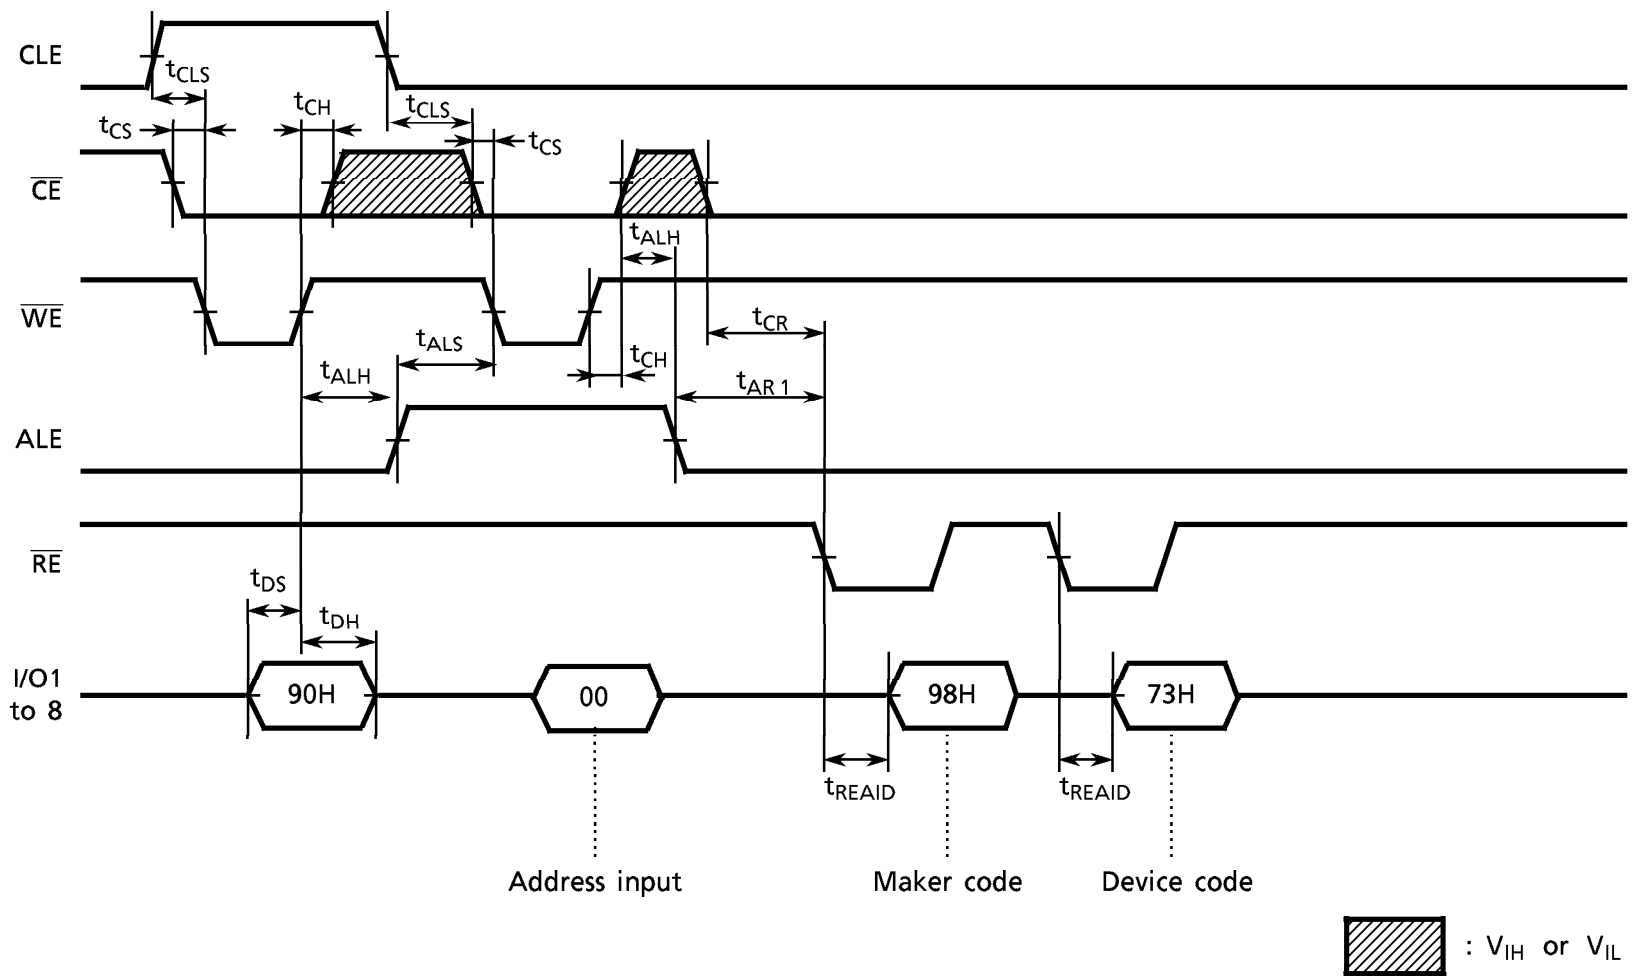 CLE
tCLS
tCH
tCLS
tCS
tCS
CE
tALH
WE
tCR
tALS
tCH
tALH
tAR 1
ALE
RE
tDS
tDH
I/O1
to 8
90H
00
98H
73H
tREAID
tREAID
Address input
Maker code
Device code
: VIH or VIL